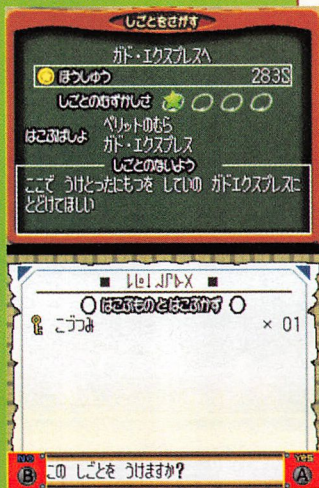 しごとをさがす
ガド・エクスプレスへ
ほうしゅう 283S
しごとのむずかしさ
はこぶばしょ ペリットのむら
ガド・エクスプレス
しごとのないよう
ここで うけとったにもつを していの ガドエクスプレスに
とどけてほしい
はこぶものとはこぶかず
こづつみ × 01
NO B この しごとを うけますか? YES A